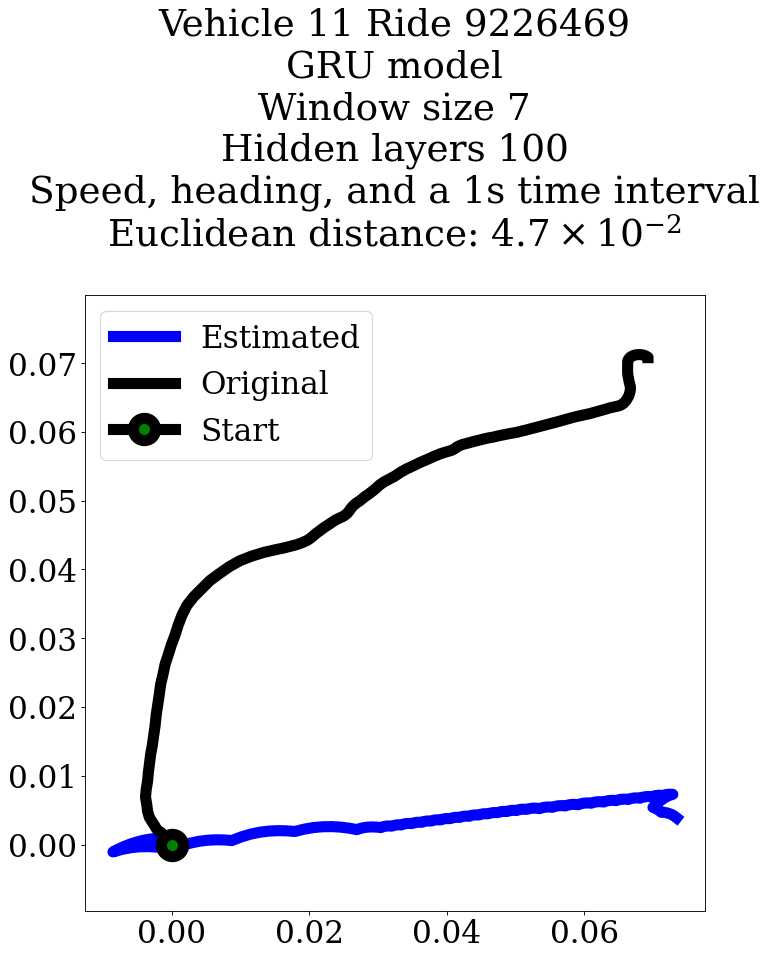 Vehicle 11 Ride 9226469
GRU model
Window size 7
Hidden layers 100
Speed, heading, and a 1s time interval
Euclidean distance: 4.7 × 10⁻²
Estimated
Original
Start
0.07
0.06
0.05
0.04
0.03
0.02
0.01
0.00
0.00 0.02 0.04 0.06